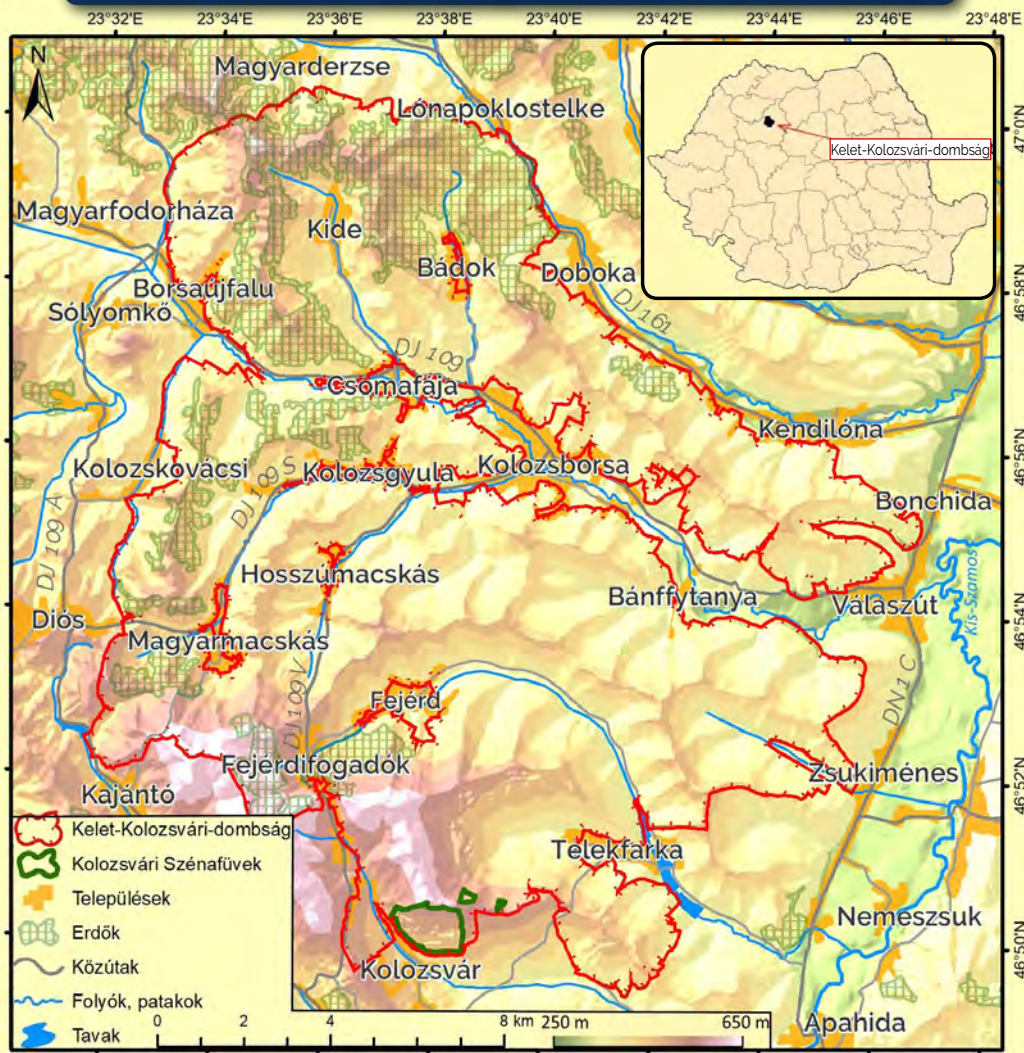 23°32'E 23°34'E 23°36'E 23°38'E 23°40'E 23°42'E 23°44'E 23°46'E 23°48'E
N
Magyarderzse
Lónapoklostelke
Kelet-Kolozsvári-dombság
47°0'N
Magyarfodorháza
Kide
Bádok
Doboka
Borsaújfalu
Sólyomkő
DJ 161
46°58'N
DJ 109
Csomafája
Kendilóna
46°56'N
Kolozskovácsi
DJ 109 S
Kolozsgyula
Kolozsborsa
Bonchida
DJ 109 A
Hosszúmacskás
Bánffytanya
Válaszút
Kis-Szamos
Diós
46°54'N
Magyarmacskás
DJ 109 V
Fejérd
DN 1 C
Fejérdifogadók
Zsukiménes
46°52'N
Kajántó
Telekfarka
Nemeszsuk
46°50'N
Kolozsvár
Apahida
Kelet-Kolozsvári-dombság
Kolozsvári Szénafüvek
Települések
Erdők
Közútak
Folyók, patakok
Tavak
0 2 4 8 km
250 m 650 m